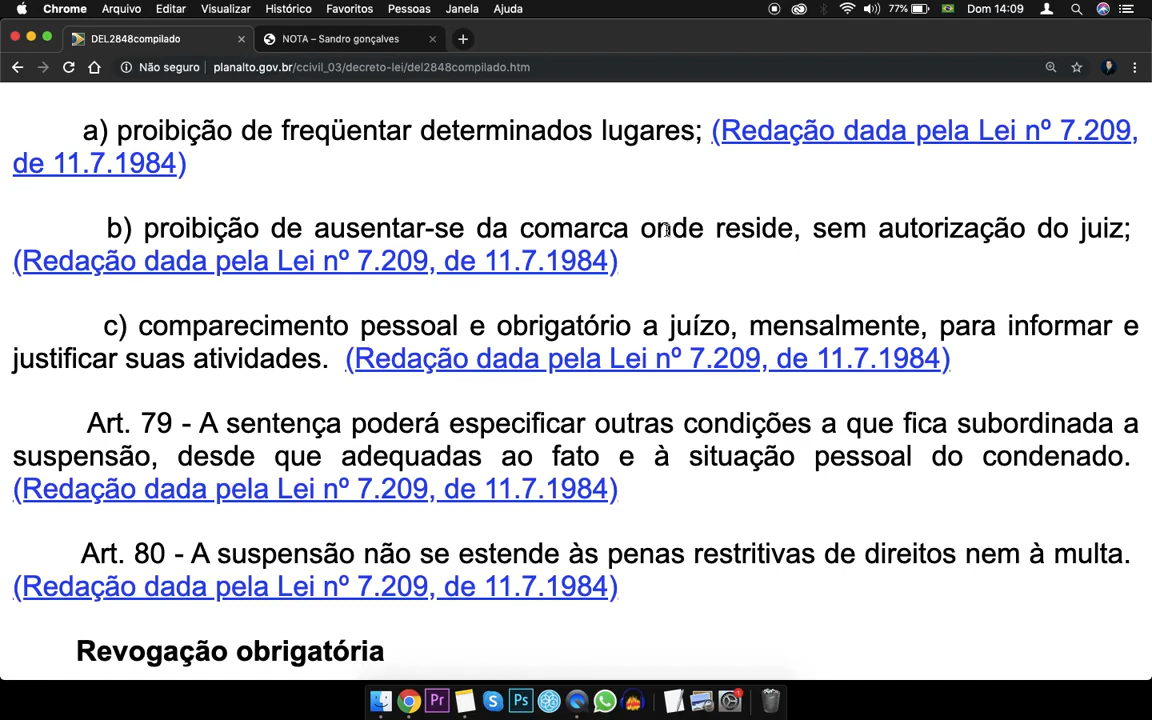 Chrome Arquivo Editar Visualizar Histórico Favoritos Pessoas Janela Ajuda 77% Dom 14:09
DEL2848compilado NOTA – Sandro gonçalves
Não seguro planalto.gov.br/ccivil_03/decreto-lei/del2848compilado.htm
a) proibição de freqüentar determinados lugares; (Redação dada pela Lei nº 7.209,
de 11.7.1984)
b) proibição de ausentar-se da comarca onde reside, sem autorização do juiz;
(Redação dada pela Lei nº 7.209, de 11.7.1984)
c) comparecimento pessoal e obrigatório a juízo, mensalmente, para informar e
justificar suas atividades. (Redação dada pela Lei nº 7.209, de 11.7.1984)
Art. 79 - A sentença poderá especificar outras condições a que fica subordinada a
suspensão, desde que adequadas ao fato e à situação pessoal do condenado.
(Redação dada pela Lei nº 7.209, de 11.7.1984)
Art. 80 - A suspensão não se estende às penas restritivas de direitos nem à multa.
(Redação dada pela Lei nº 7.209, de 11.7.1984)
Revogação obrigatória
Pr Ps